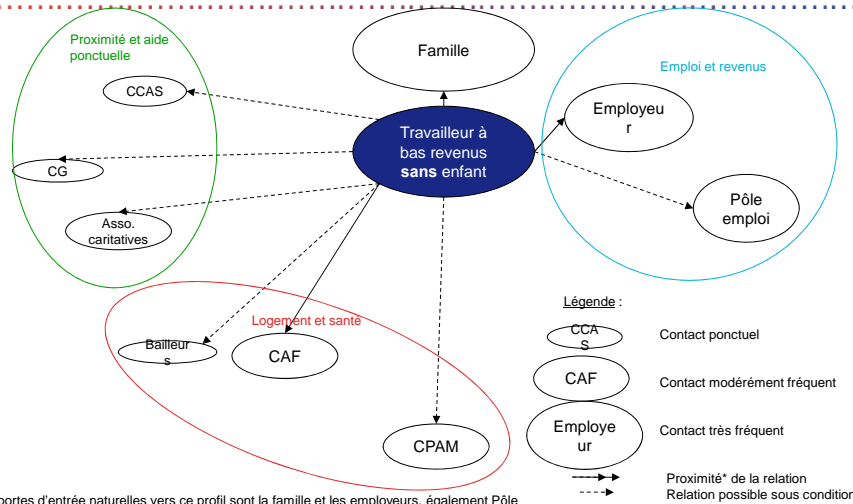 Proximité et aide
ponctuelle
Famille
Emploi et revenus
CCAS
Employeu
r
Travailleur à
bas revenus
sans enfant
CG
Pôle
emploi
Asso.
caritatives
Légende :
Logement et santé
CCA
S
Contact ponctuel
Bailleur
s
CAF
CAF
Contact modérément fréquent
Employe
ur
Contact très fréquent
CPAM
Proximité* de la relation
Relation possible sous condition
portes d'entrée naturelles vers ce profil sont la famille et les employeurs, également Pôle